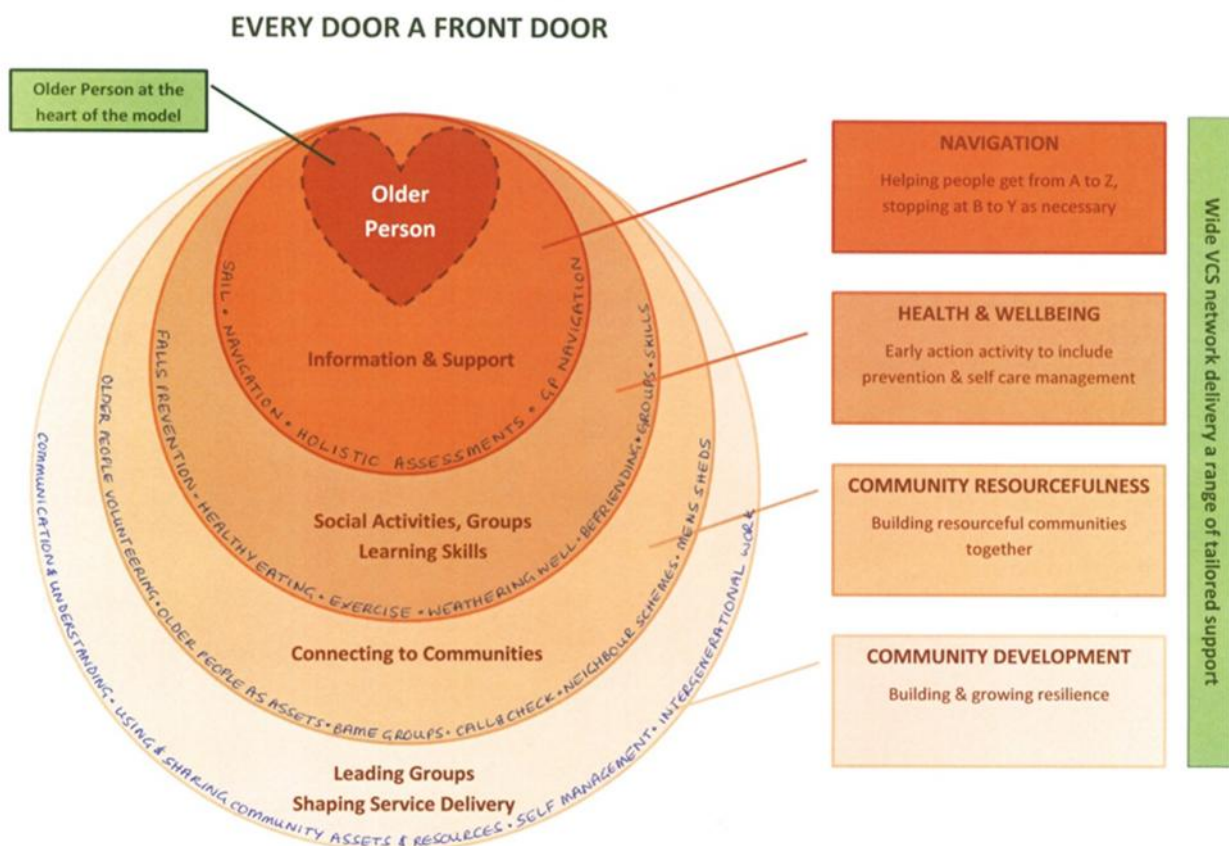 EVERY DOOR A FRONT DOOR
Older Person at the
heart of the model
Older
Person
Information & Support
SAIL • NAVIGATION • HOLISTIC ASSESSMENTS • GP NAVIGATION
Social Activities, Groups
Learning Skills
FALLS PREVENTION • HEALTHY EATING • EXERCISE • WEATHERING WELL • BEFRIENDING • GROUPS • SKILLS
Connecting to Communities
OLDER PEOPLE VOLUNTEERING • OLDER PEOPLE AS ASSETS • BAME GROUPS • CALL & CHECK • NEIGHBOUR SCHEMES • MENS SHEDS
Leading Groups
Shaping Service Delivery
COMMUNICATION & UNDERSTANDING • USING & SHARING COMMUNITY ASSETS & RESOURCES • SELF MANAGEMENT • INTERGENERATIONAL WORK
NAVIGATION
Helping people get from A to Z,
stopping at B to Y as necessary
HEALTH & WELLBEING
Early action activity to include
prevention & self care management
COMMUNITY RESOURCEFULNESS
Building resourceful communities
together
COMMUNITY DEVELOPMENT
Building & growing resilience
Wide VCS network delivery a range of tailored support